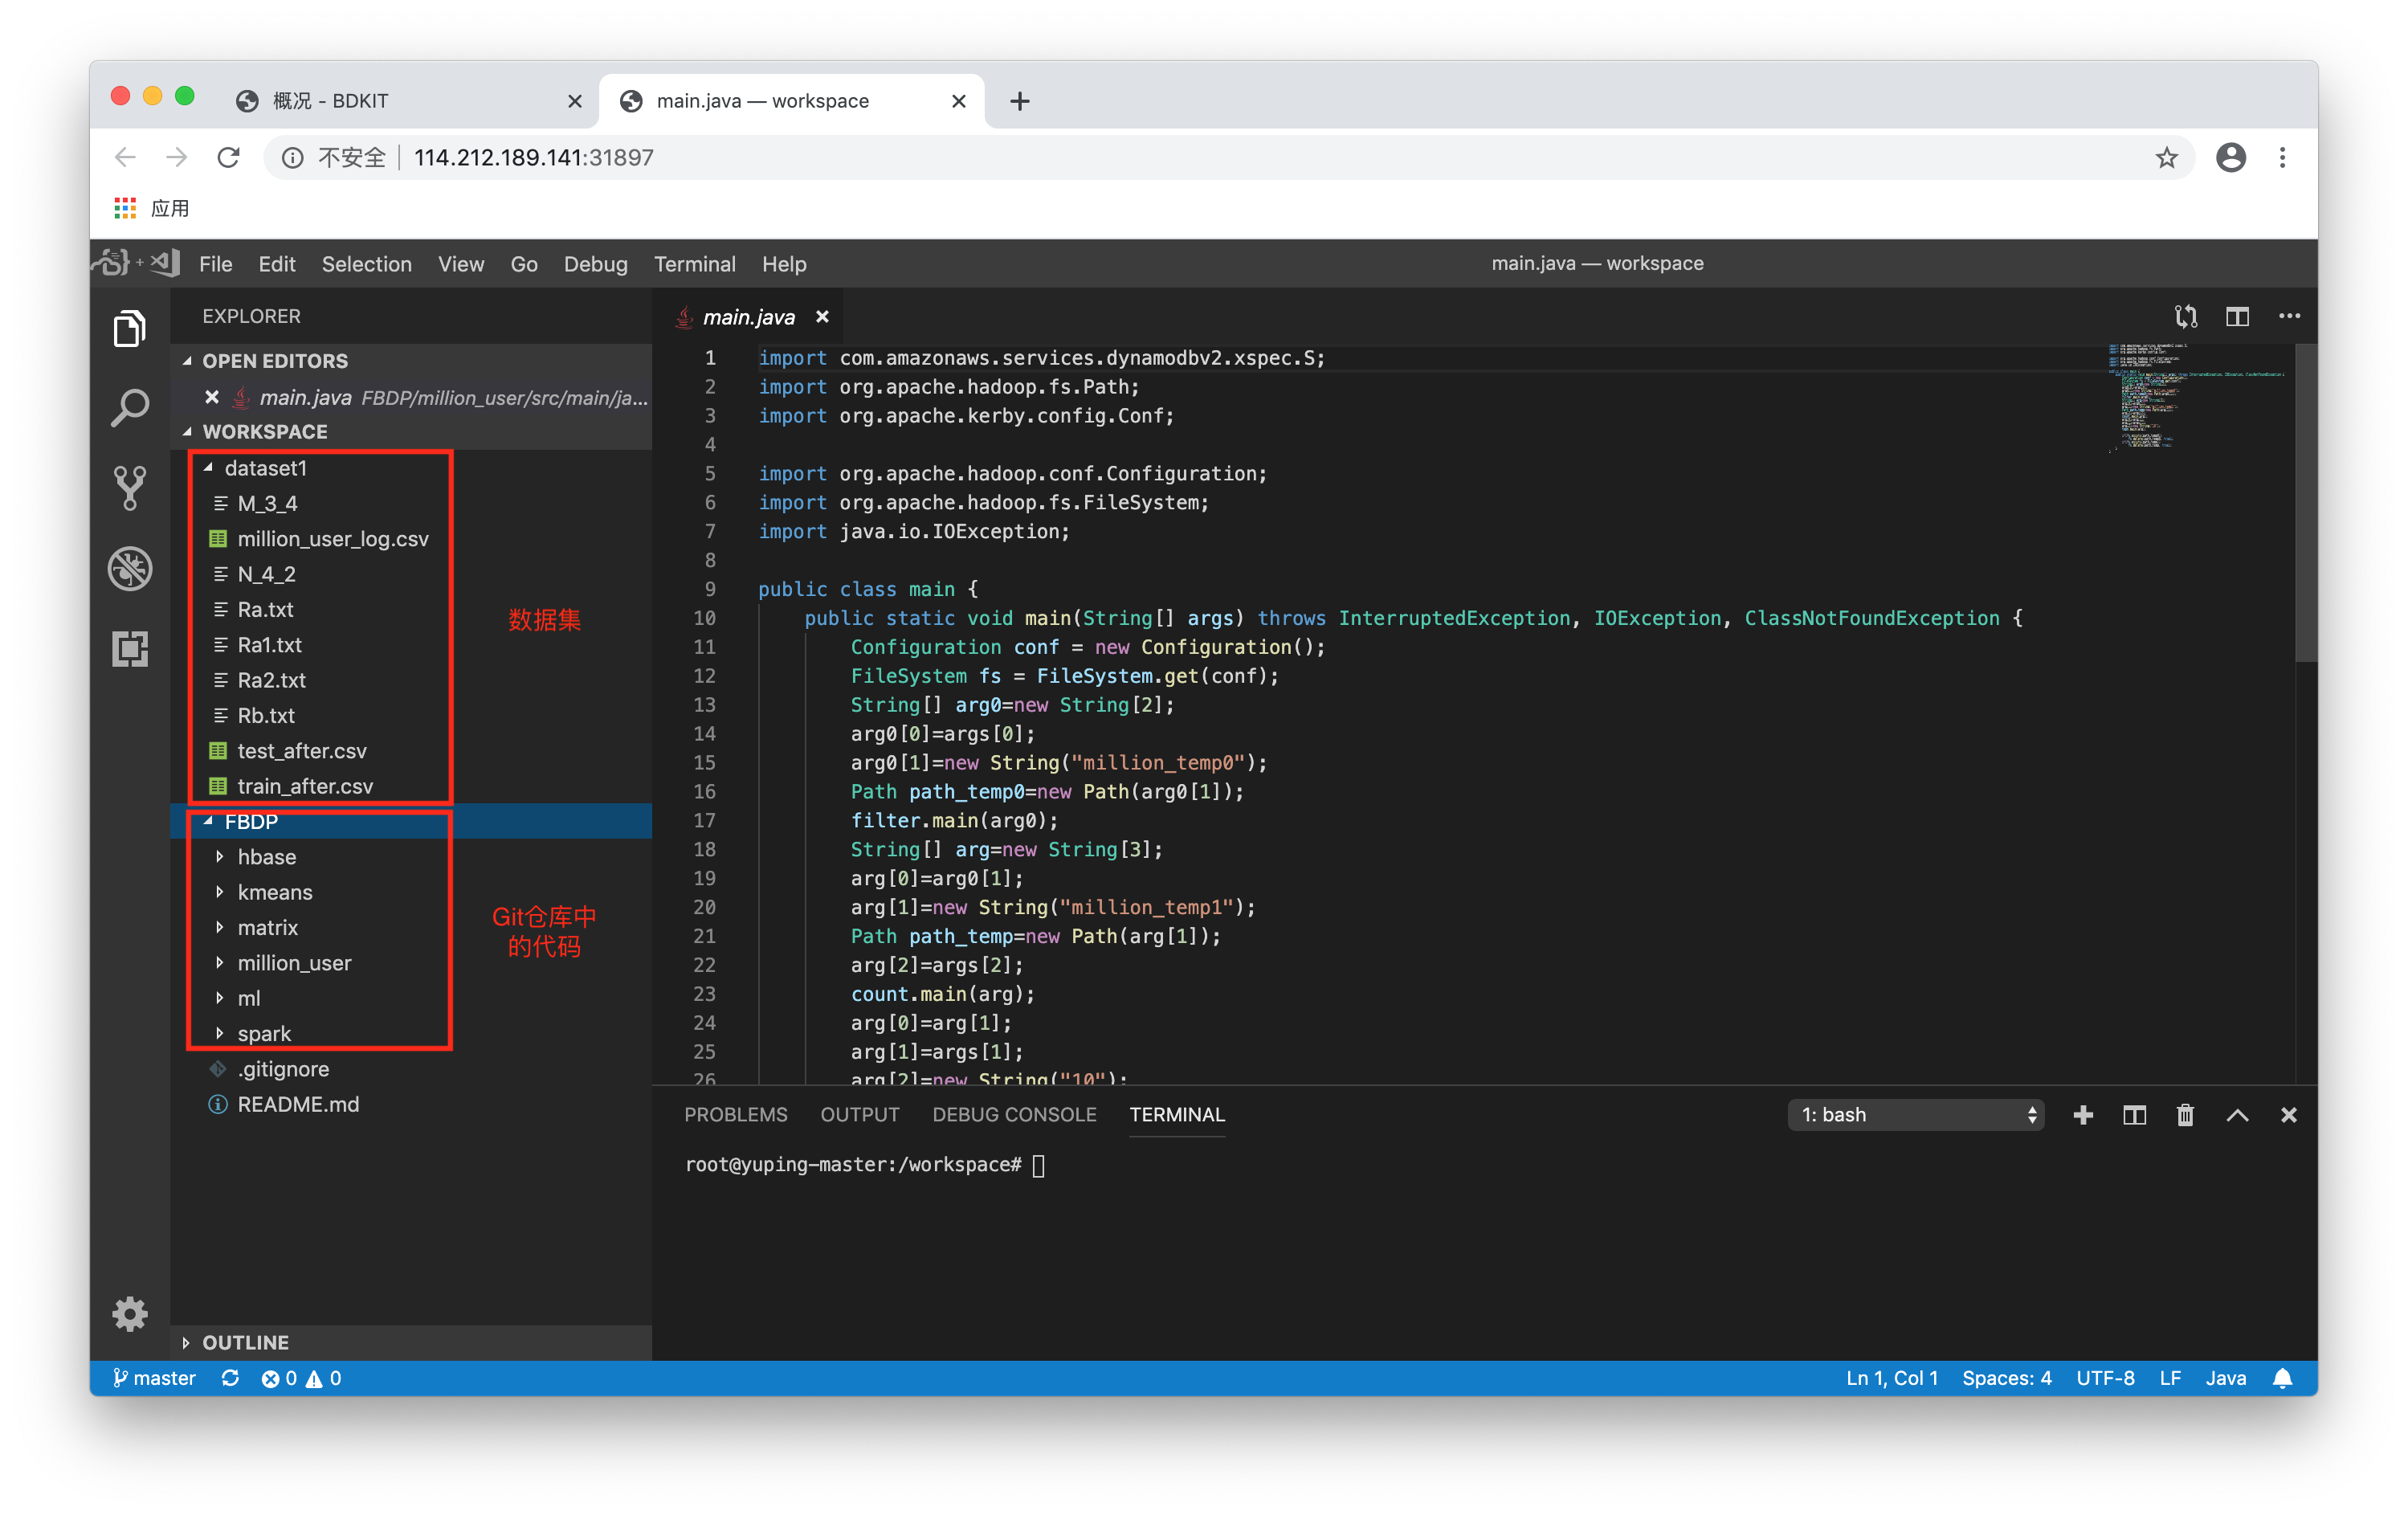 概况 - BDKIT
main.java — workspace
不安全
114.212.189.141:31897
应用
File Edit Selection View Go Debug Terminal Help
main.java — workspace
EXPLORER
OPEN EDITORS
main.java FBDP/million_user/src/main/ja...
WORKSPACE
dataset1
M_3_4
million_user_log.csv
N_4_2
Ra.txt
Ra1.txt
Ra2.txt
Rb.txt
test_after.csv
train_after.csv
数据集
FBDP
hbase
kmeans
matrix
million_user
ml
spark
Git仓库中
的代码
.gitignore
README.md
OUTLINE
main.java
1 import com.amazonaws.services.dynamodbv2.xspec.S;
2 import org.apache.hadoop.fs.Path;
3 import org.apache.kerby.config.Conf;
4
5 import org.apache.hadoop.conf.Configuration;
6 import org.apache.hadoop.fs.FileSystem;
7 import java.io.IOException;
8
9 public class main {
10 public static void main(String[] args) throws InterruptedException, IOException, ClassNotFoundException {
11 Configuration conf = new Configuration();
12 FileSystem fs = FileSystem.get(conf);
13 String[] arg0=new String[2];
14 arg0[0]=args[0];
15 arg0[1]=new String("million_temp0");
16 Path path_temp0=new Path(arg0[1]);
17 filter.main(arg0);
18 String[] arg=new String[3];
19 arg[0]=arg0[1];
20 arg[1]=new String("million_temp1");
21 Path path_temp=new Path(arg[1]);
22 arg[2]=args[2];
23 count.main(arg);
24 arg[0]=arg[1];
25 arg[1]=args[1];
26 arg[2]=new String("10");
PROBLEMS OUTPUT DEBUG CONSOLE TERMINAL
1: bash
root@yuping-master:/workspace#
master 0 0
Ln 1, Col 1 Spaces: 4 UTF-8 LF Java